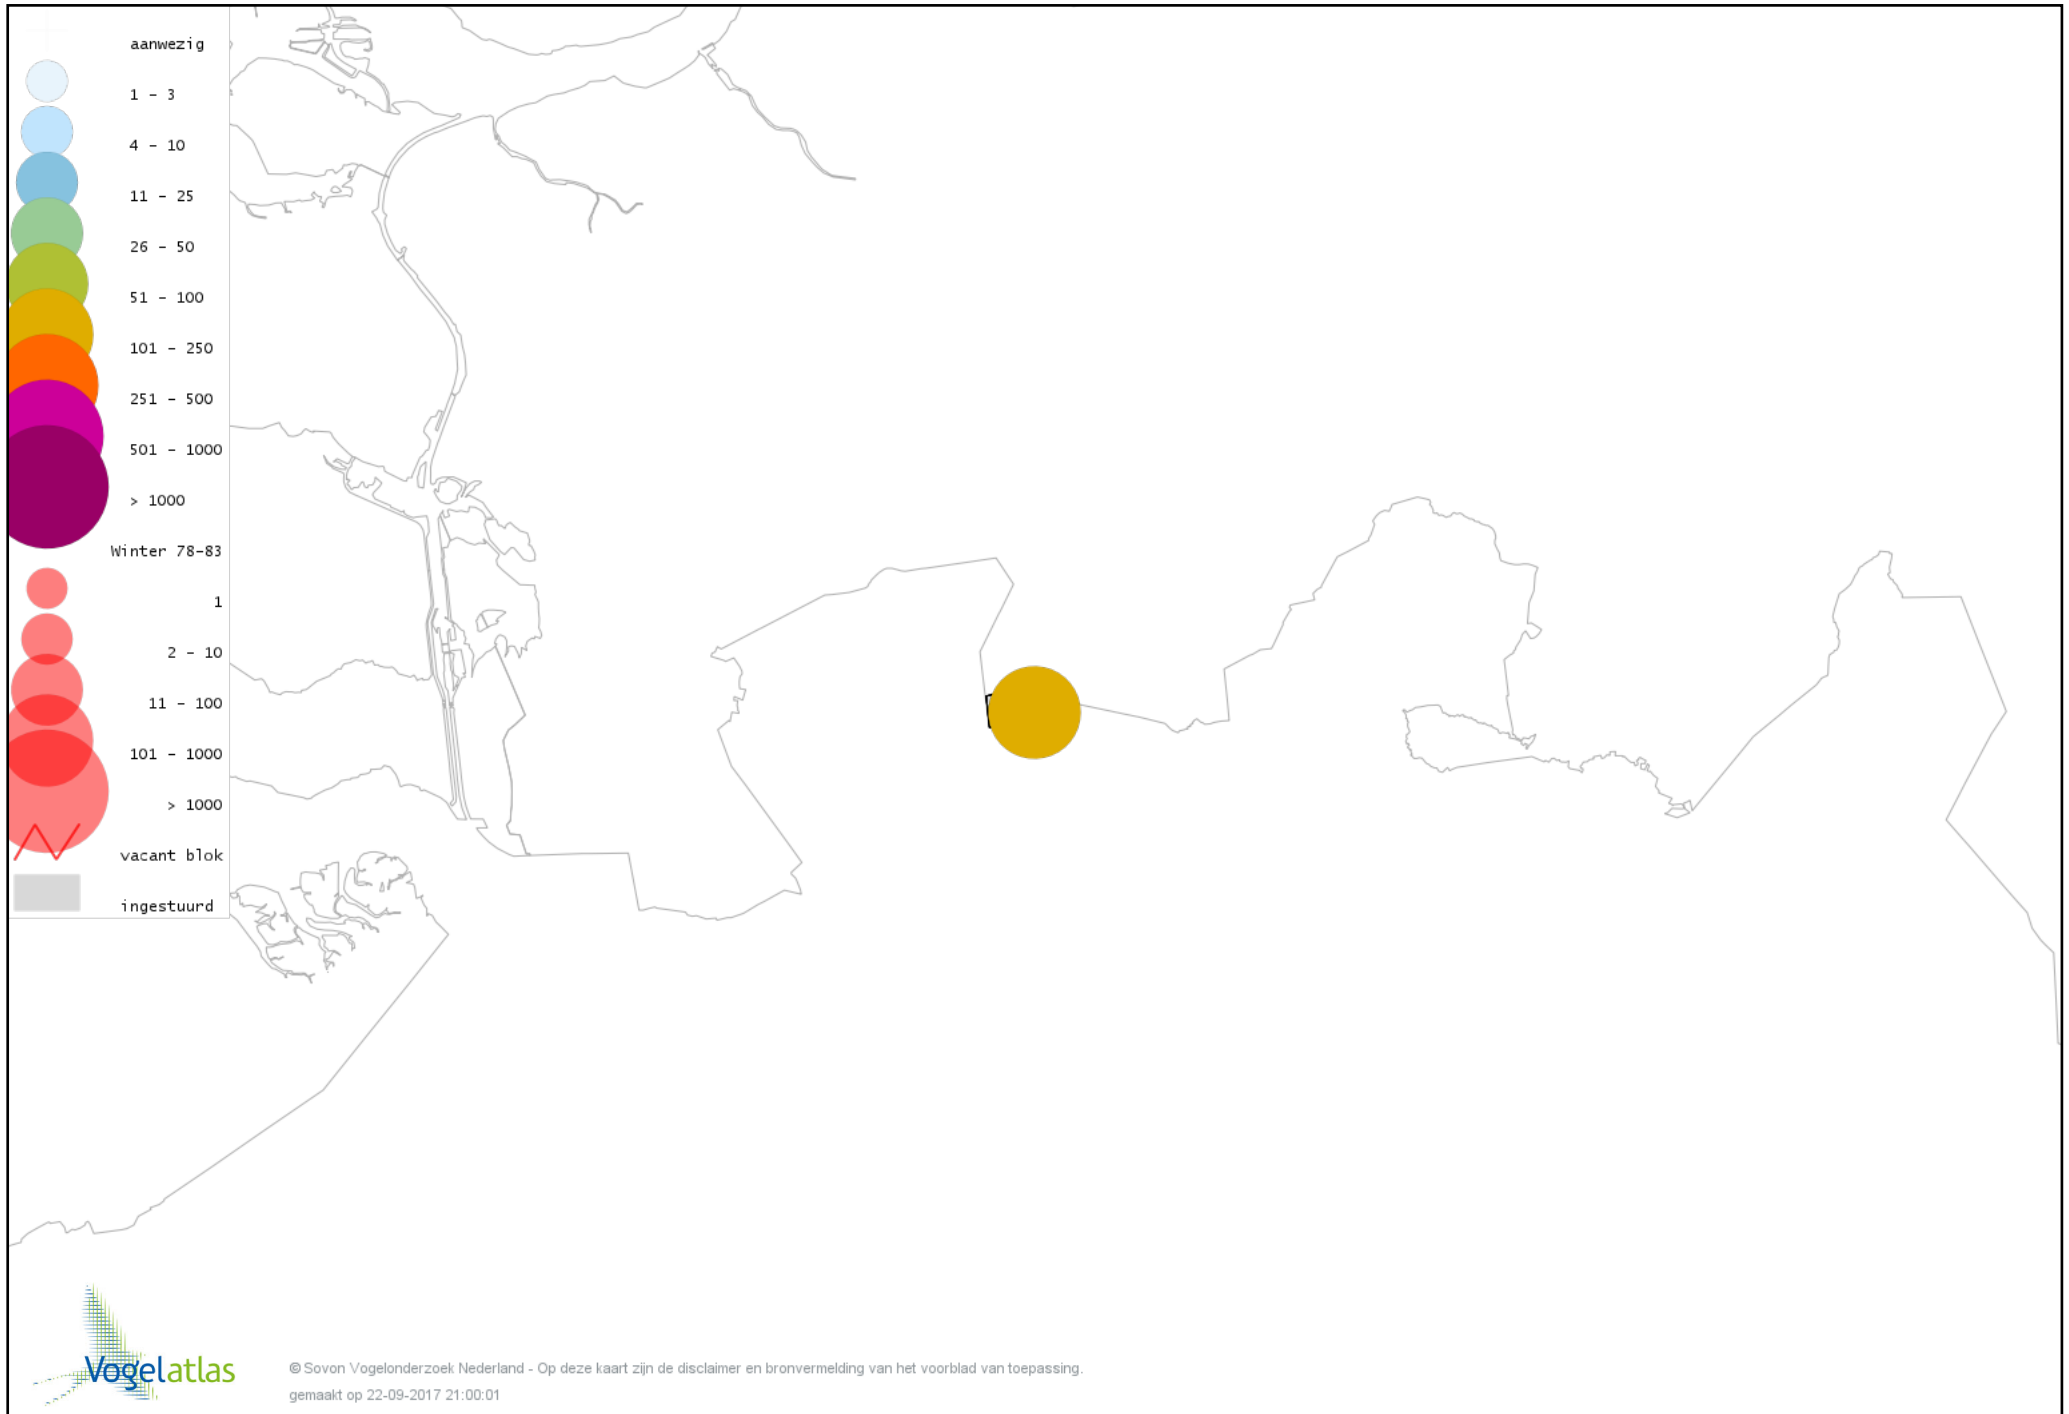 aanwezig
1 - 3
4 - 10
11 - 25
26 - 50
51 - 100
101 - 250
251 - 500
501 - 1000
> 1000
Winter 78-83
1
2 - 10
11 - 100
101 - 1000
> 1000
vacant blok
ingestuurd
Vogelatlas
© Sovon Vogelonderzoek Nederland - Op deze kaart zijn de disclaimer en bronvermelding van het voorblad van toepassing.
gemaakt op 22-09-2017 21:00:01